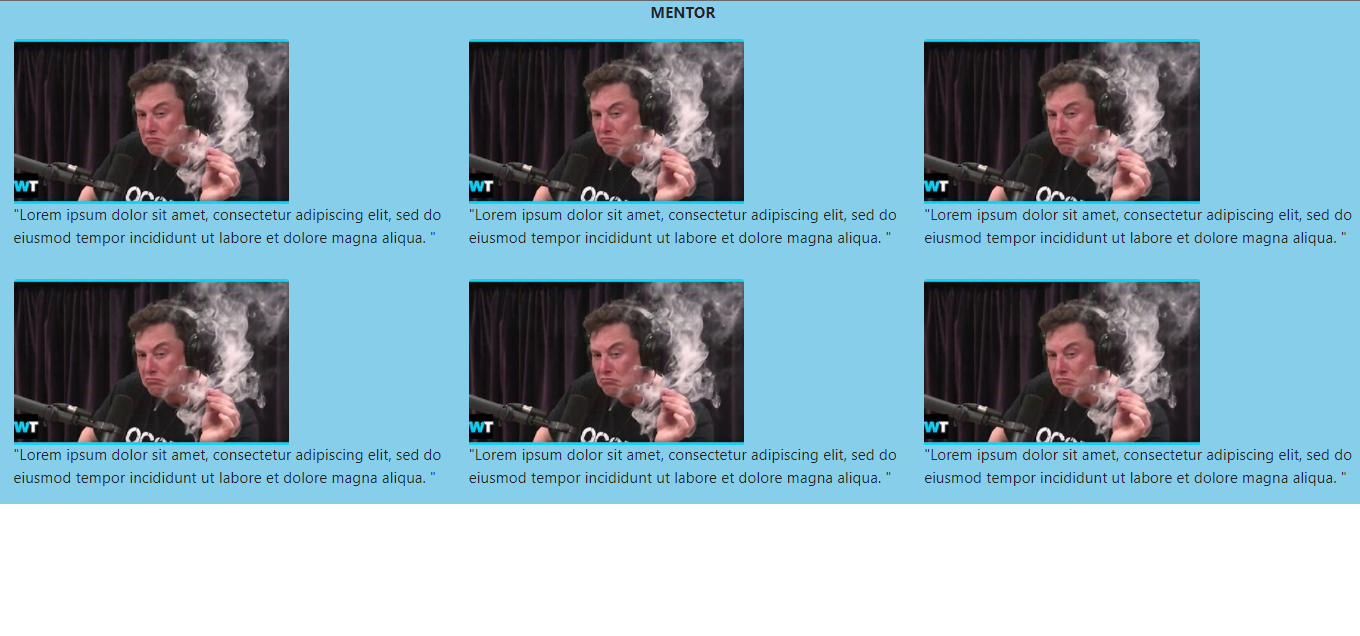 MENTOR
WT
WT
WT
"Lorem ipsum dolor sit amet, consectetur adipiscing elit, sed do
eiusmod tempor incididunt ut labore et dolore magna aliqua. "
"Lorem ipsum dolor sit amet, consectetur adipiscing elit, sed do
eiusmod tempor incididunt ut labore et dolore magna aliqua. "
"Lorem ipsum dolor sit amet, consectetur adipiscing elit, sed do
eiusmod tempor incididunt ut labore et dolore magna aliqua. "
WT
WT
WT
"Lorem ipsum dolor sit amet, consectetur adipiscing elit, sed do
eiusmod tempor incididunt ut labore et dolore magna aliqua. "
"Lorem ipsum dolor sit amet, consectetur adipiscing elit, sed do
eiusmod tempor incididunt ut labore et dolore magna aliqua. "
"Lorem ipsum dolor sit amet, consectetur adipiscing elit, sed do
eiusmod tempor incididunt ut labore et dolore magna aliqua. "